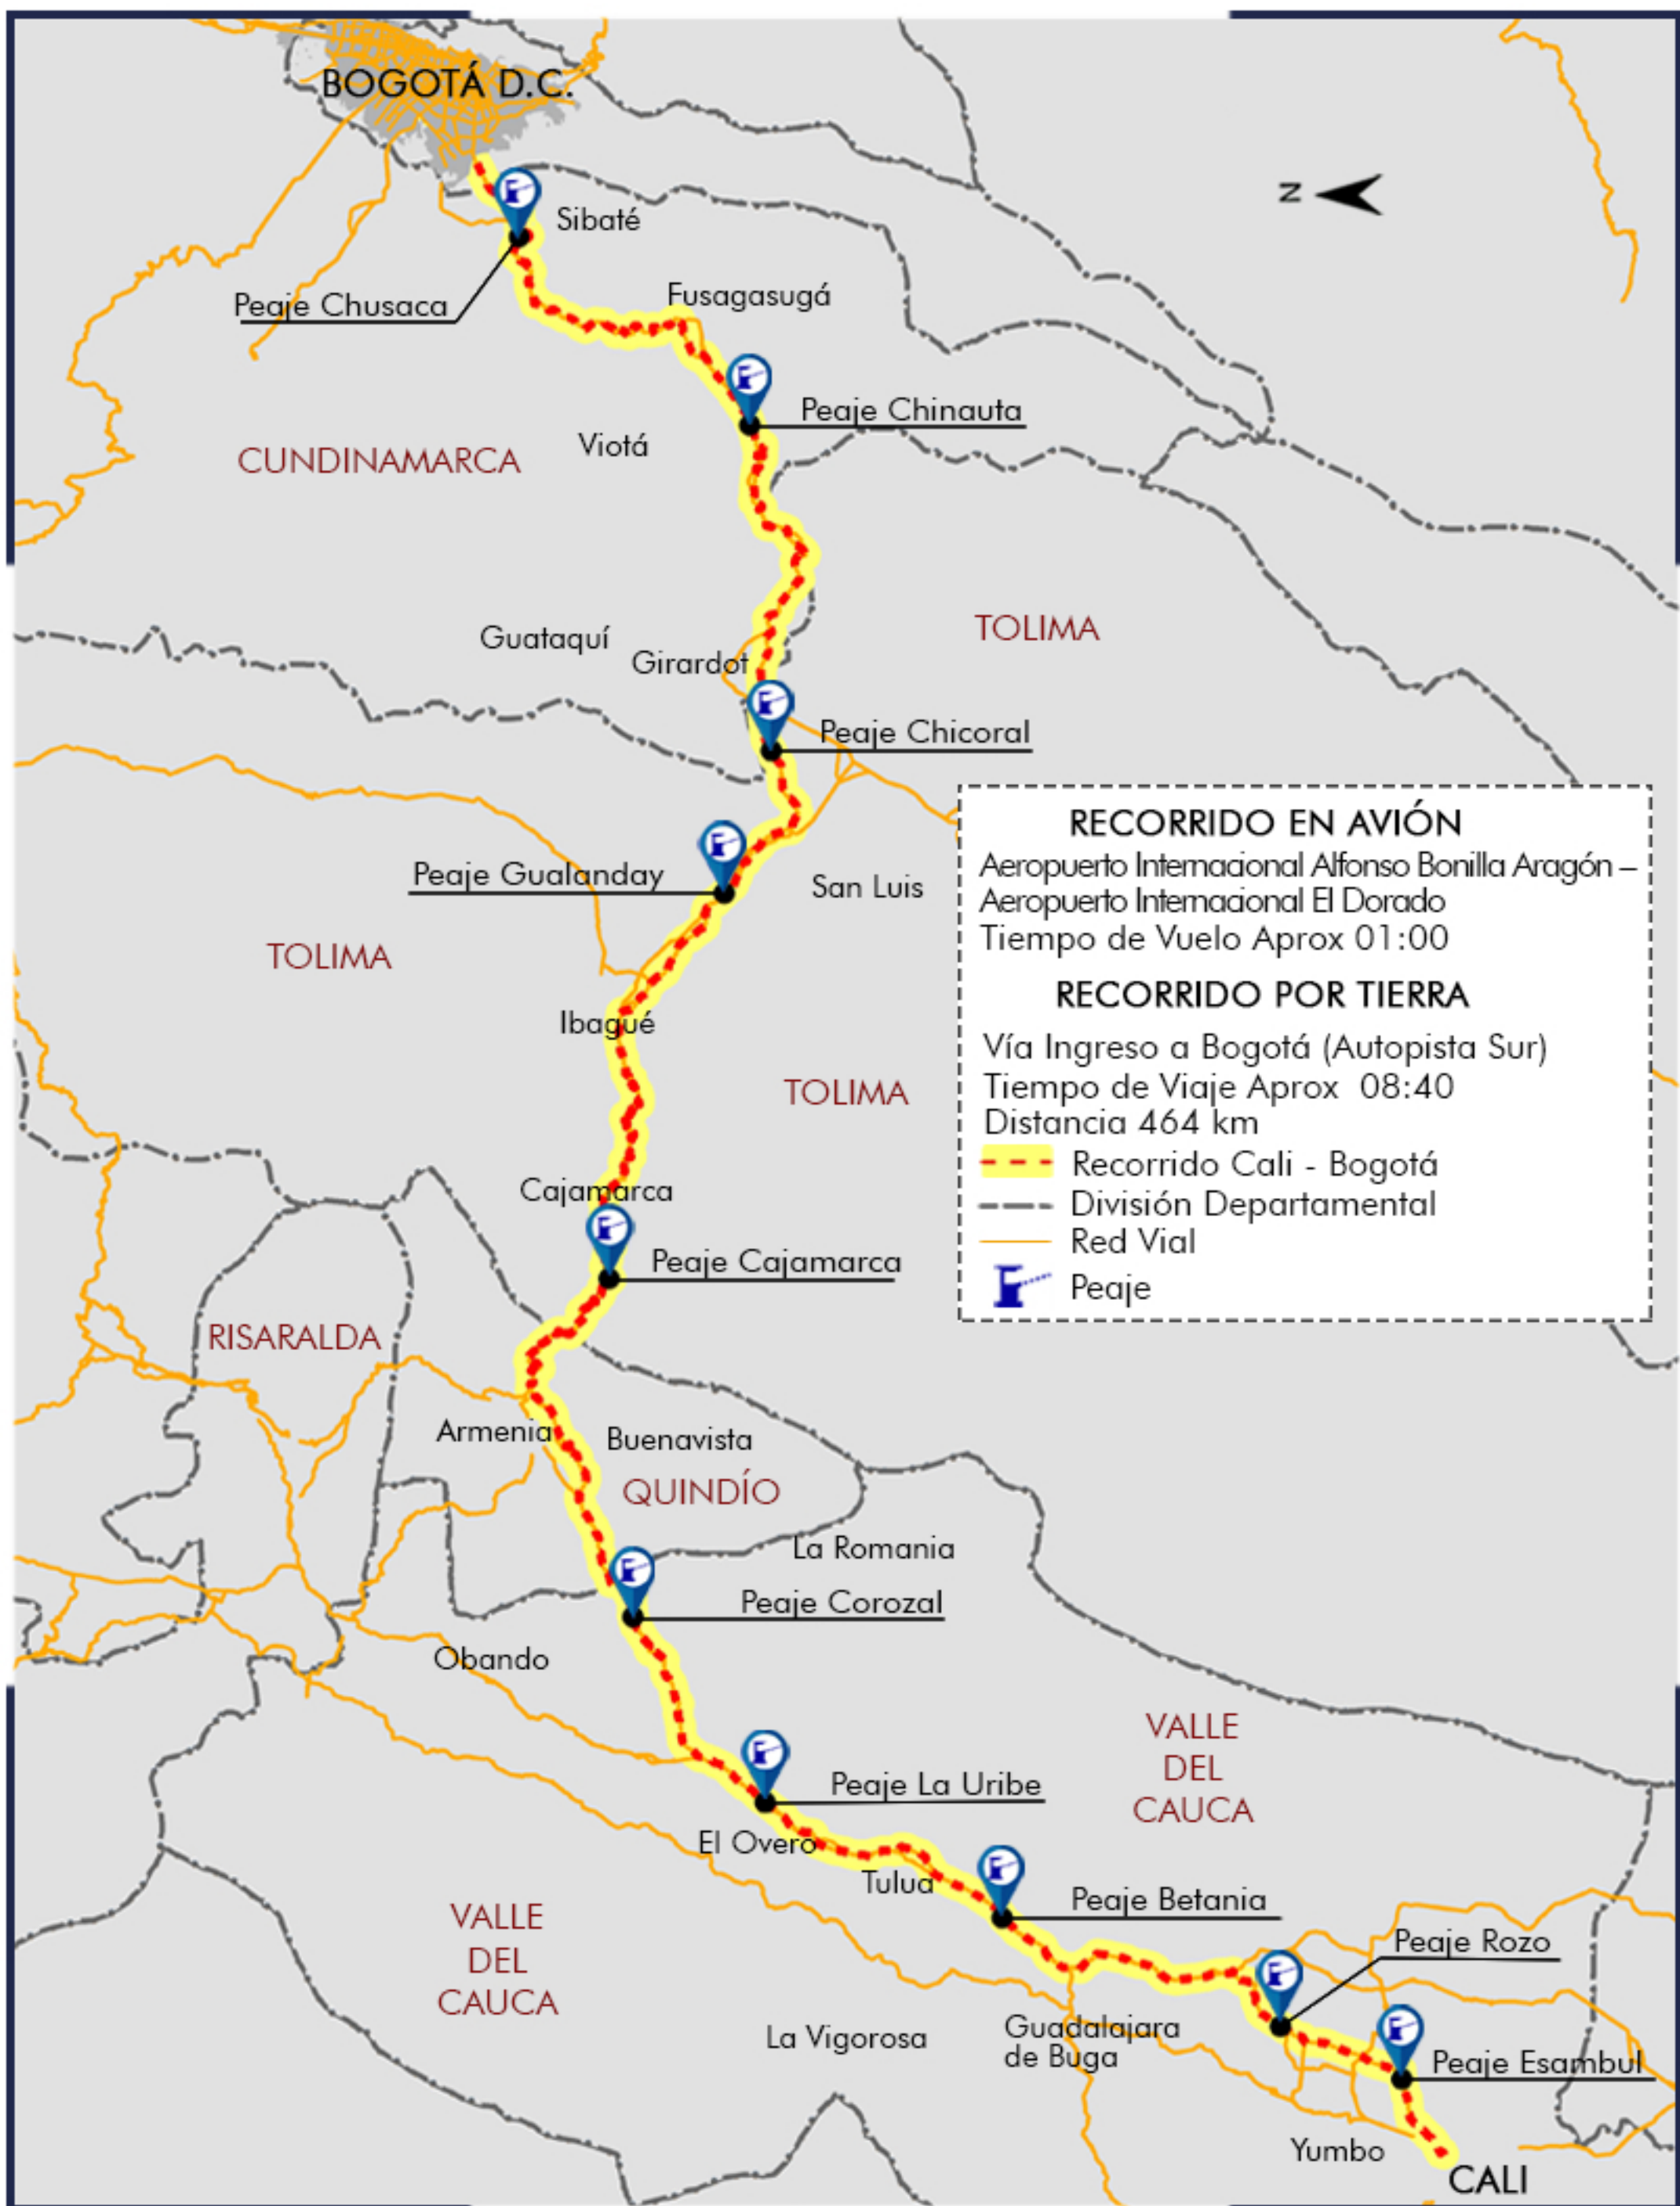 BOGOTÁ D.C.
N
Sibaté
Fusagasugá
Peaje Chusaca
Peaje Chinauta
Viotá
CUNDINAMARCA
TOLIMA
Guataquí
Girardot
Peaje Chicoral
RECORRIDO EN AVIÓN
Aeropuerto Internacional Alfonso Bonilla Aragón –
Aeropuerto Internacional El Dorado
Tiempo de Vuelo Aprox 01:00
RECORRIDO POR TIERRA
Vía Ingreso a Bogotá (Autopista Sur)
Tiempo de Viaje Aprox 08:40
Distancia 464 km
Recorrido Cali - Bogotá
División Departamental
Red Vial
Peaje
Peaje Gualanday
San Luis
TOLIMA
Ibagué
TOLIMA
Cajamarca
Peaje Cajamarca
RISARALDA
Armenia
Buenavista
QUINDÍO
La Romania
Peaje Corozal
Obando
VALLE
DEL
CAUCA
Peaje La Uribe
El Overo
Tulua
Peaje Betania
VALLE
DEL
CAUCA
Peaje Rozo
La Vigorosa
Guadalajara
de Buga
Peaje Esambul
Yumbo
CALI